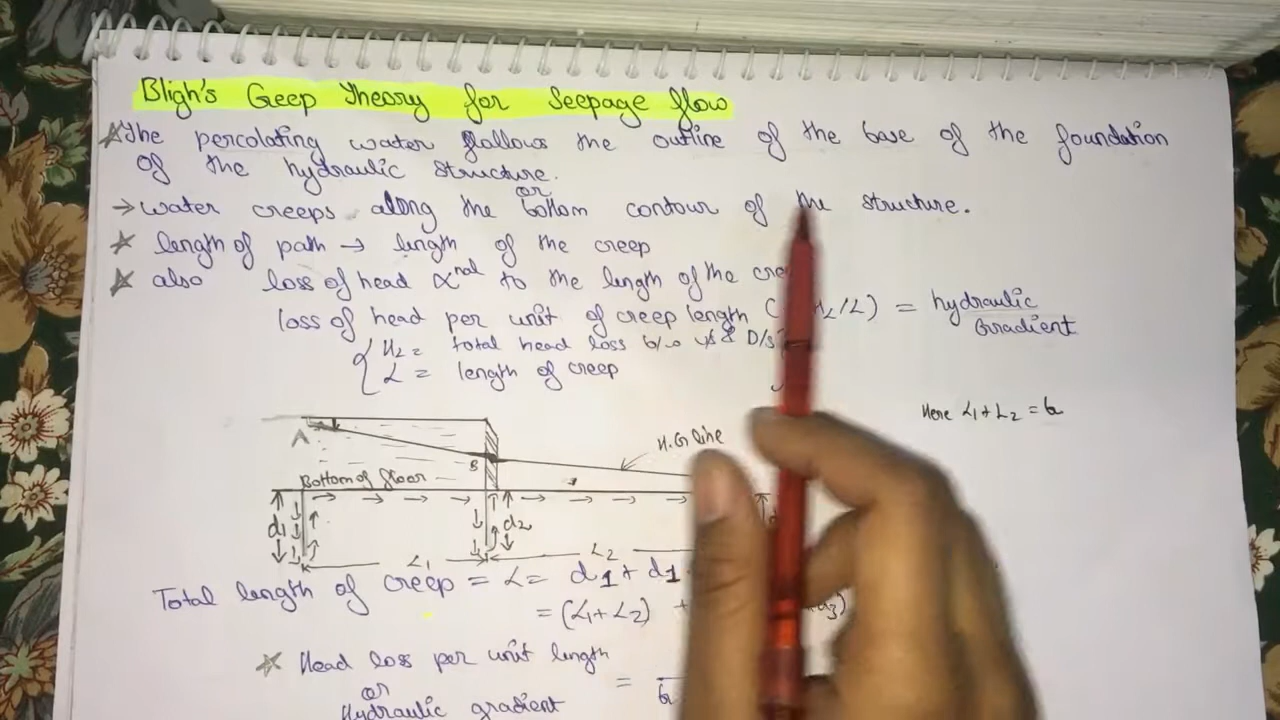 Bligh's Creep Theory for Seepage flow
The percolating water follows the outline of the base of the foundation
of the hydraulic structure.
or
→ water creeps along the bottom contour of the structure.
length of path → length of the creep
also loss of head ∝nal to the length of the
loss of head per unit of creep length ( /L) = hydraulic Gradient
HL = total head loss b/w u/s & D/s
L = length of creep
Here L1 + L2 = b
A
H.G line
B
Bottom of floor
d1
d2
L1
L2
Total length of creep = L = d1 + d1
= (L1 + L2) +
Head loss per unit length
or
Hydraulic gradient
=